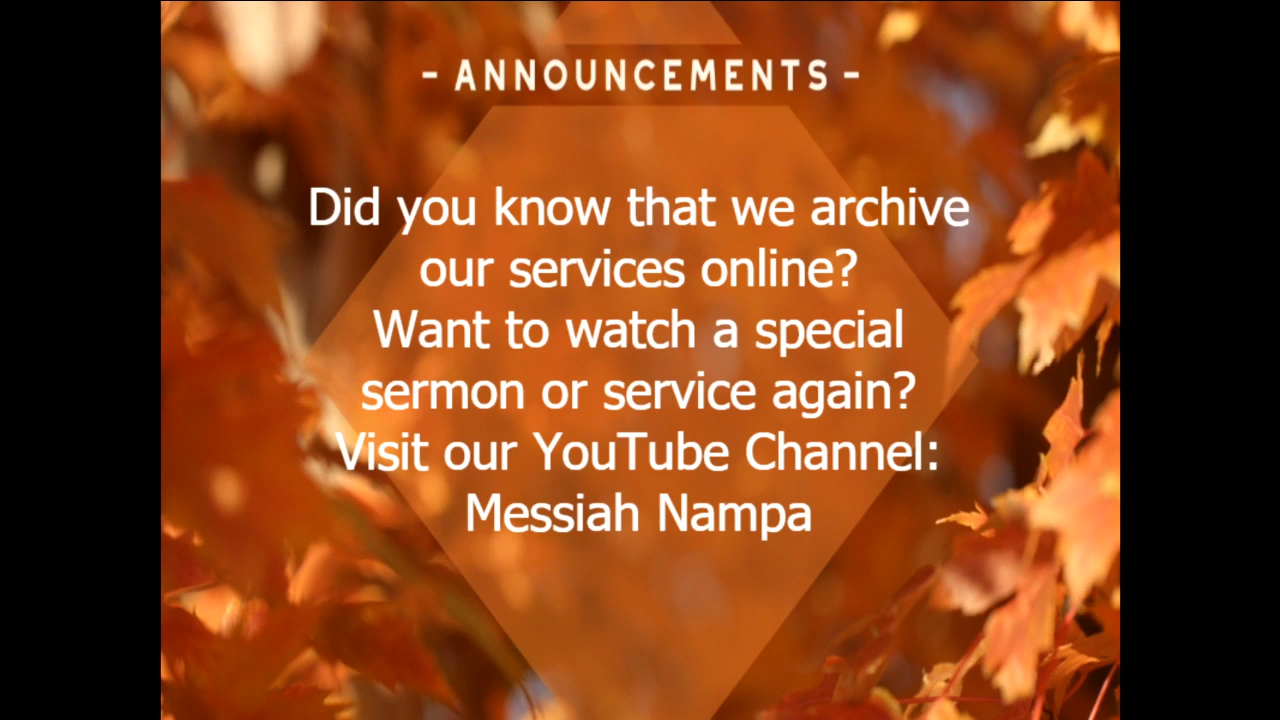 - ANNOUNCEMENTS -
Did you know that we archive
our services online?
Want to watch a special
sermon or service again?
Visit our YouTube Channel:
Messiah Nampa